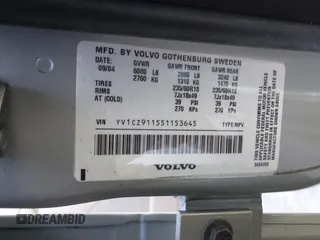 MFD. BY VOLVO GOTHENBURG SWEDEN
DATE: GVWR GAWR FRONT GAWR REAR
09/04 6080 LB 2880 LB 3240 LB
2760 KG 1310 KG 1470 KG
TIRES 235/60R18 235/60R18
RIMS 7Jx18x49 7Jx18x49
AT (COLD) 39 PSI 39 PSI
270 KPa 270 KPa
VIN YV1CZ911551153645 TYPE:MPV
VOLVO
DREAMBID